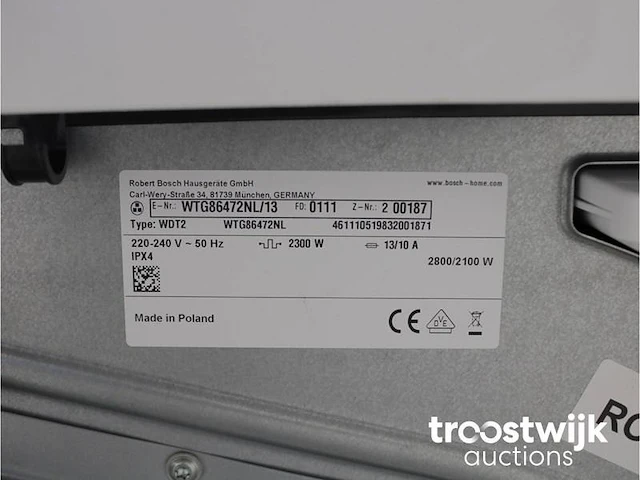 Robert Bosch Hausgeräte GmbH
Carl-Wery-Straße 34, 81739 München, GERMANY
www.bosch-home.com
E-Nr.: WTG86472NL/13 FD: 0111 Z-Nr.: 2 00187
Type: WDT2 WTG86472NL 461110519832001871
220-240 V ~ 50 Hz 2300 W 13/10 A
IPX4 2800/2100 W
Made in Poland
CE
VDE
RO
troostwijk
auctions